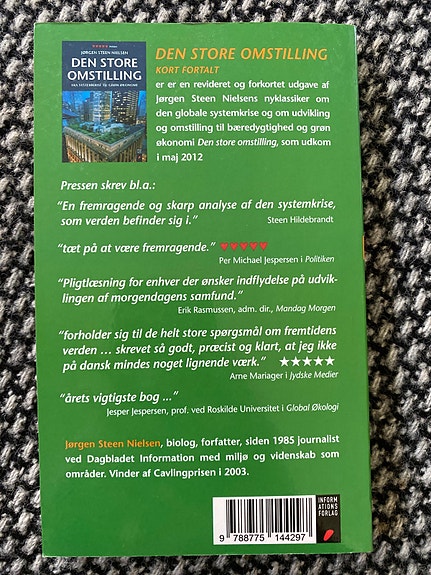 JØRGEN STEEN NIELSEN
DEN STORE
OMSTILLING
FRA SYSTEMKRISE TIL GRØN ØKONOMI
DEN STORE OMSTILLING
KORT FORTALT
er er en revideret og forkortet udgave af
Jørgen Steen Nielsens nyklassiker om
den globale systemkrise og om udvikling
og omstilling til bæredygtighed og grøn
økonomi Den store omstilling, som udkom
i maj 2012
Pressen skrev bl.a.:
"En fremragende og skarp analyse af den systemkrise,
som verden befinder sig i."
Steen Hildebrandt
"tæt på at være fremragende." ♥♥♥♥♥
Per Michael Jespersen i Politiken
"Pligtlæsning for enhver der ønsker indflydelse på udvik-
lingen af morgendagens samfund."
Erik Rasmussen, adm. dir., Mandag Morgen
"forholder sig til de helt store spørgsmål om fremtidens
verden ... skrevet så godt, præcist og klart, at jeg ikke
på dansk mindes noget lignende værk." ★★★★★
Arne Mariager i Jydske Medier
"årets vigtigste bog ..."
Jesper Jespersen, prof. ved Roskilde Universitet i Global Økologi
Jørgen Steen Nielsen, biolog, forfatter, siden 1985 journalist
ved Dagbladet Information med miljø og videnskab som
områder. Vinder af Cavlingprisen i 2003.
9 788775 144297
INFORM
ATIONS
FORLAG